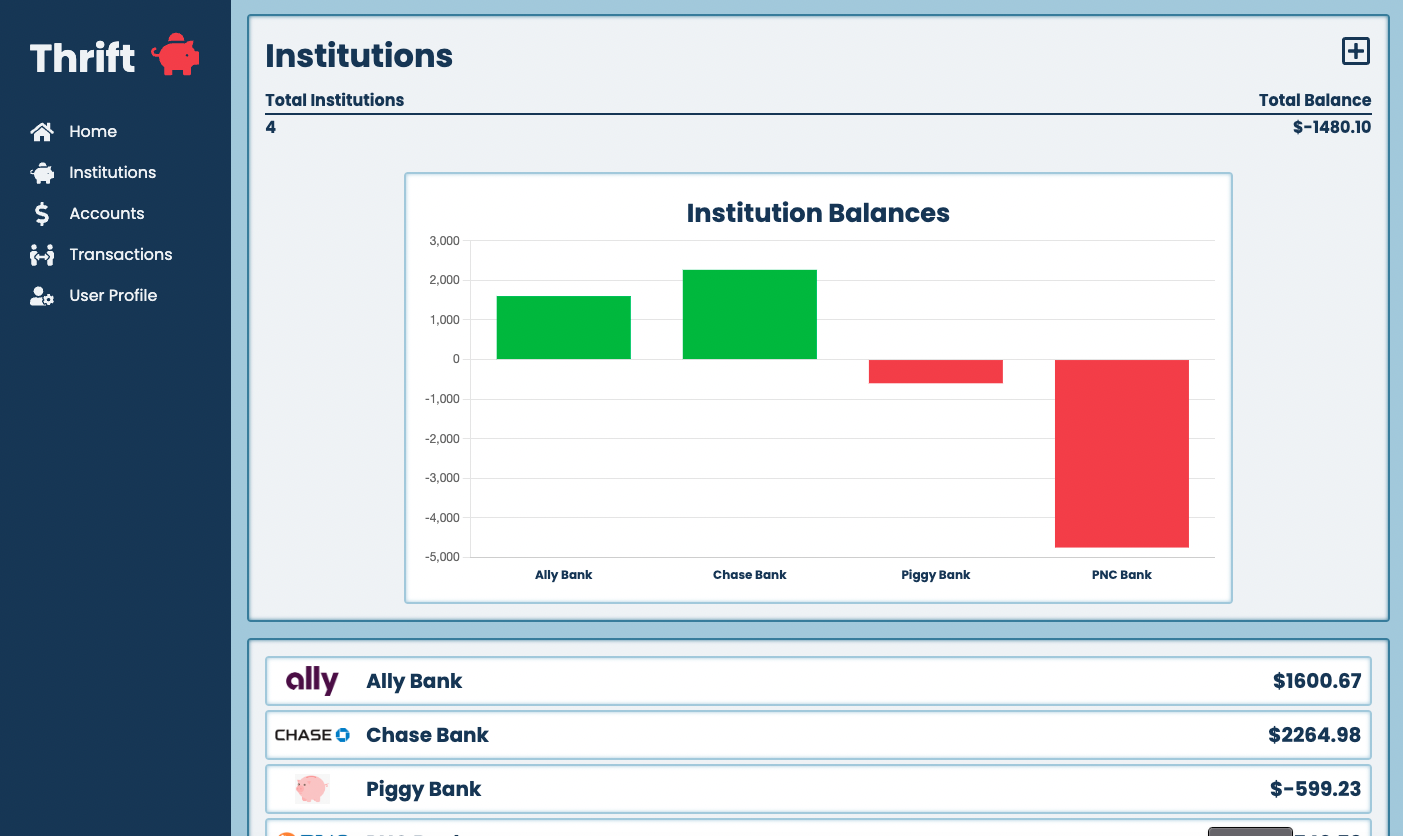 Thrift
Home
Institutions
Accounts
Transactions
User Profile
Institutions
Total Institutions Total Balance
4 $-1480.10
Institution Balances
3,000
2,000
1,000
0
-1,000
-2,000
-3,000
-4,000
-5,000
Ally Bank Chase Bank Piggy Bank PNC Bank
ally Ally Bank $1600.67
CHASE Chase Bank $2264.98
Piggy Bank $-599.23